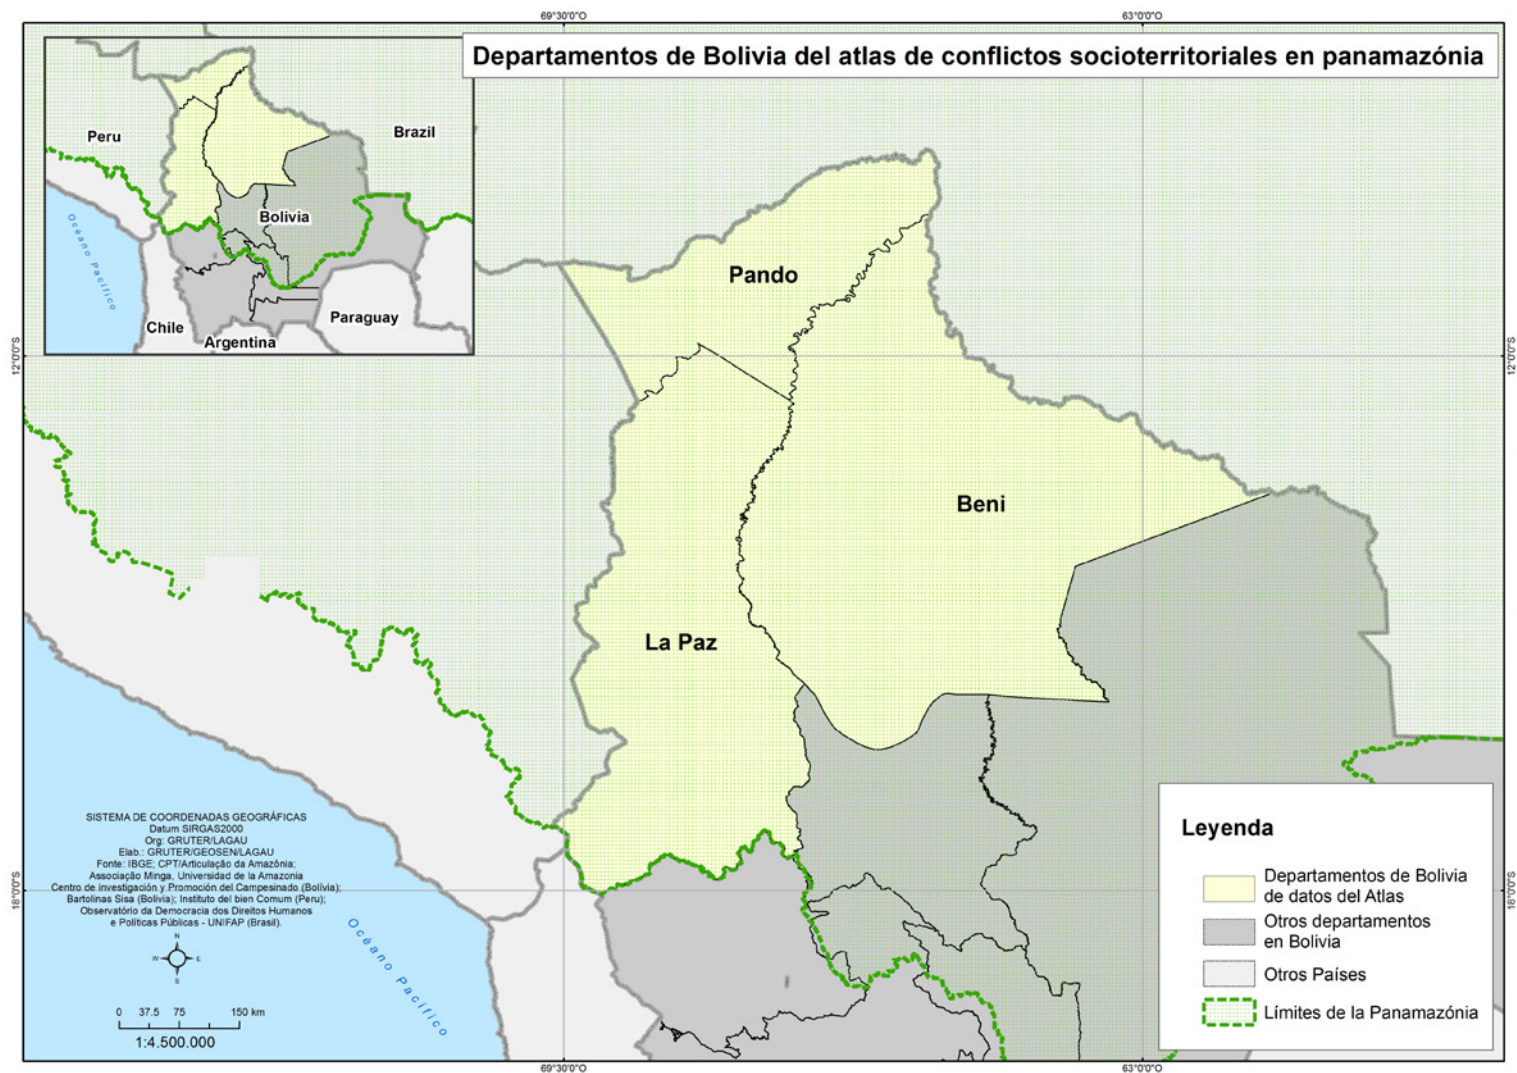 69°30'0"O
63°0'0"O
Departamentos de Bolivia del atlas de conflictos socioterritoriales en panamazónia
Peru
Brazil
Bolivia
Océano Pacífico
Chile
Paraguay
Argentina
Pando
12°0'0"S
12°0'0"S
Beni
La Paz
SISTEMA DE COORDENADAS GEOGRÁFICAS
Datum SIRGAS2000
Org: GRUTER/LAGAU
Elab.: GRUTER/GEOSEN/LAGAU
Fonte: IBGE; CPT/Articulação da Amazônia;
Associação Minga, Universidad de la Amazonia
Centro de investigación y Promoción del Campesinado (Bolívia);
Bartolinas Sisa (Bolivia); Instituto del bien Comum (Peru);
Observatório da Democracia dos Direitos Humanos
e Políticas Públicas - UNIFAP (Brasil).
N
W
E
S
0 37.5 75 150 km
1:4.500.000
Océano Pacífico
18°0'0"S
18°0'0"S
Leyenda
Departamentos de Bolivia
de datos del Atlas
Otros departamentos
en Bolivia
Otros Países
Límites de la Panamazónia
69°30'0"O
63°0'0"O